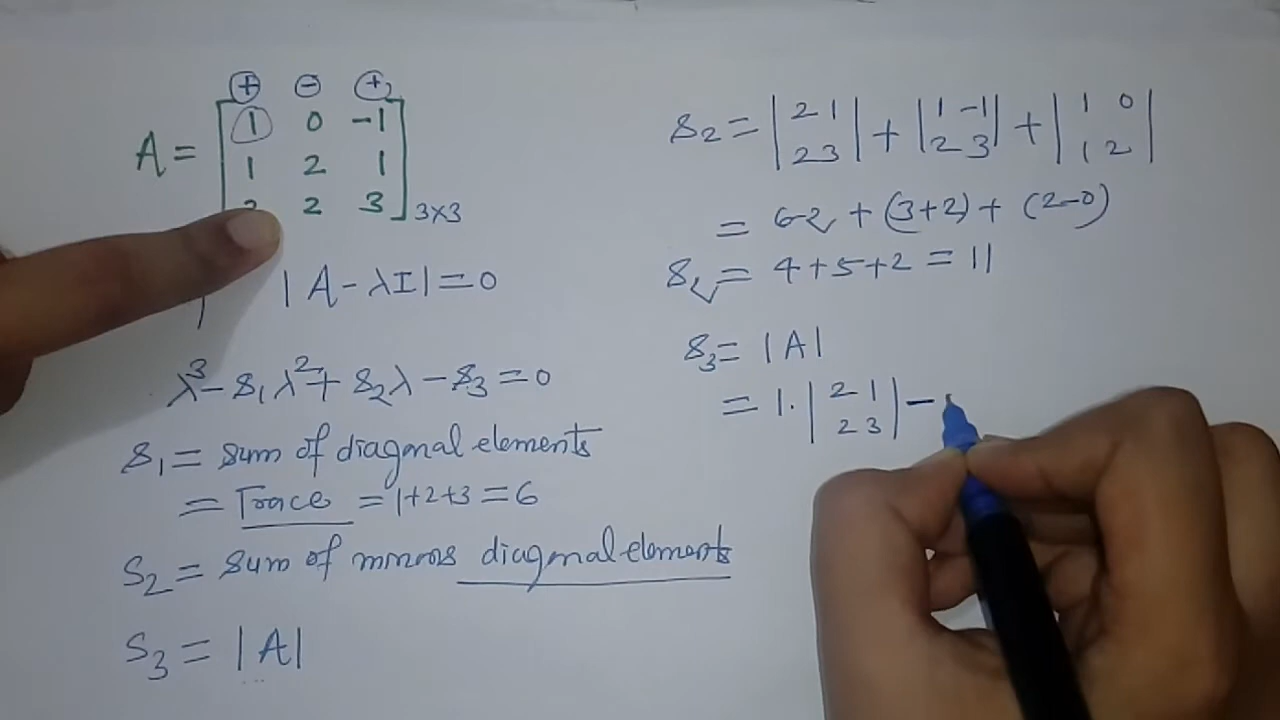 ⊕ ⊖ ⊕
A = [ 1 0 -1
1 2 1
2 2 3 ] 3×3
| A - λI | = 0
λ³ - S₁λ² + S₂λ - S₃ = 0
S₁ = sum of diagonal elements
= Trace = 1+2+3 = 6
S₂ = sum of minors diagonal elements
S₃ = |A|
S₂ = | 2 1 | + | 1 -1 | + | 1 0 |
| 2 3 | | 2 3 | | 1 2 |
= 6-2 + (3+2) + (2-0)
S₂ = 4+5+2 = 11
S₃ = |A|
= 1. | 2 1 | -
| 2 3 |